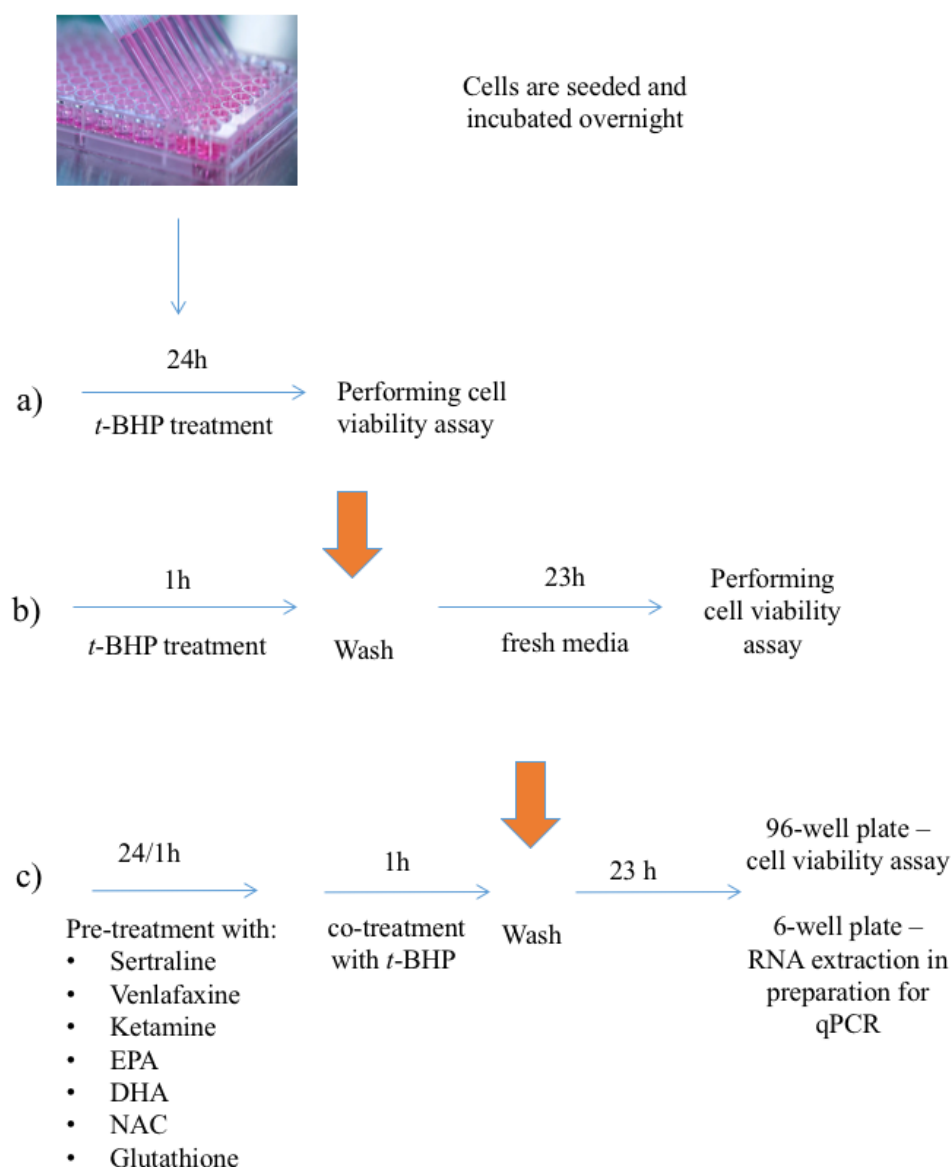 Cells are seeded and
incubated overnight
24h
a)
t-BHP treatment
Performing cell
viability assay
1h
b)
t-BHP treatment
Wash
23h
fresh media
Performing
cell viability
assay
24/1h
c)
Pre-treatment with:
• Sertraline
• Venlafaxine
• Ketamine
• EPA
• DHA
• NAC
• Glutathione
1h
co-treatment
with t-BHP
Wash
23 h
96-well plate –
cell viability assay
6-well plate –
RNA extraction in
preparation for
qPCR